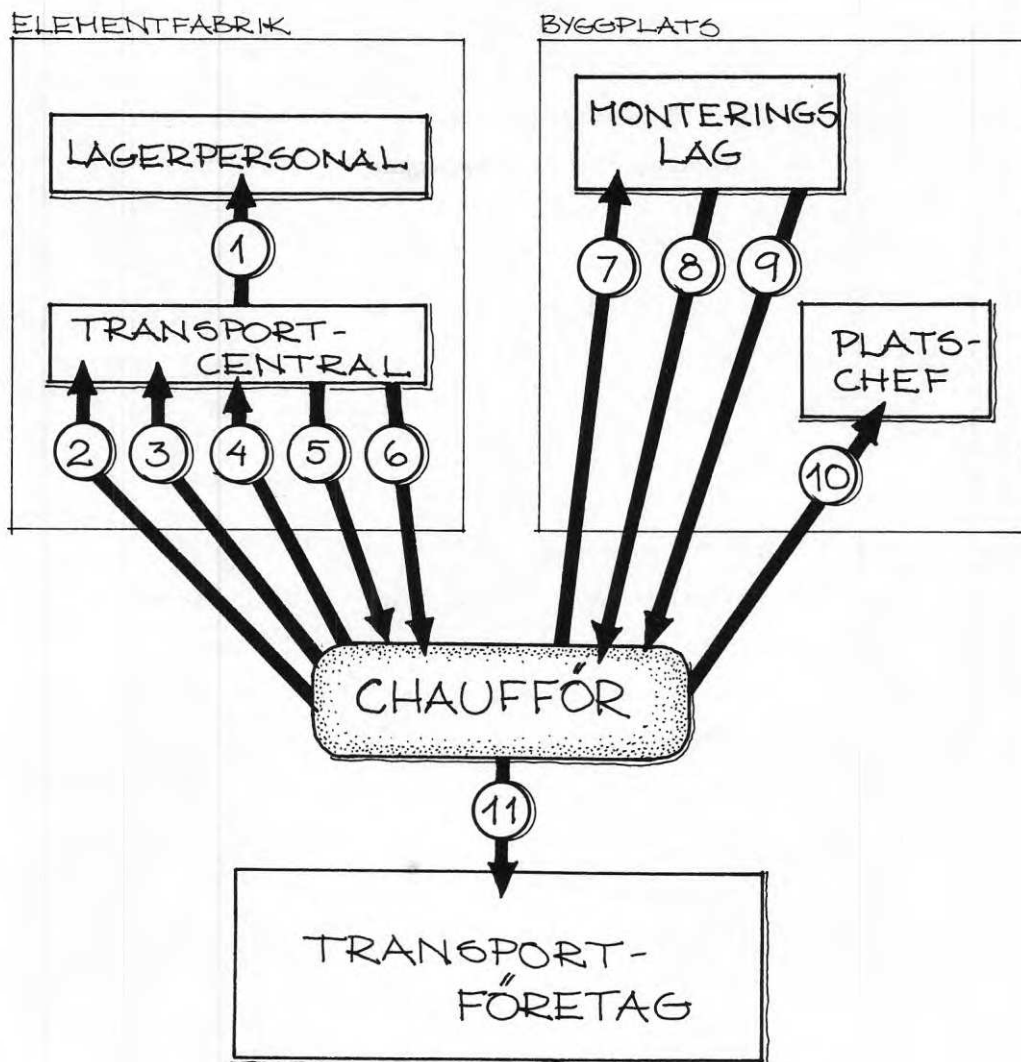 ELEMENTFABRIK
LAGERPERSONAL
1
TRANSPORT-
CENTRAL
2
3
4
5
6
BYGGPLATS
MONTERINGS
LAG
7
8
9
PLATS-
CHEF
10
CHAUFFÖR
11
TRANSPORT-
FÖRETAG